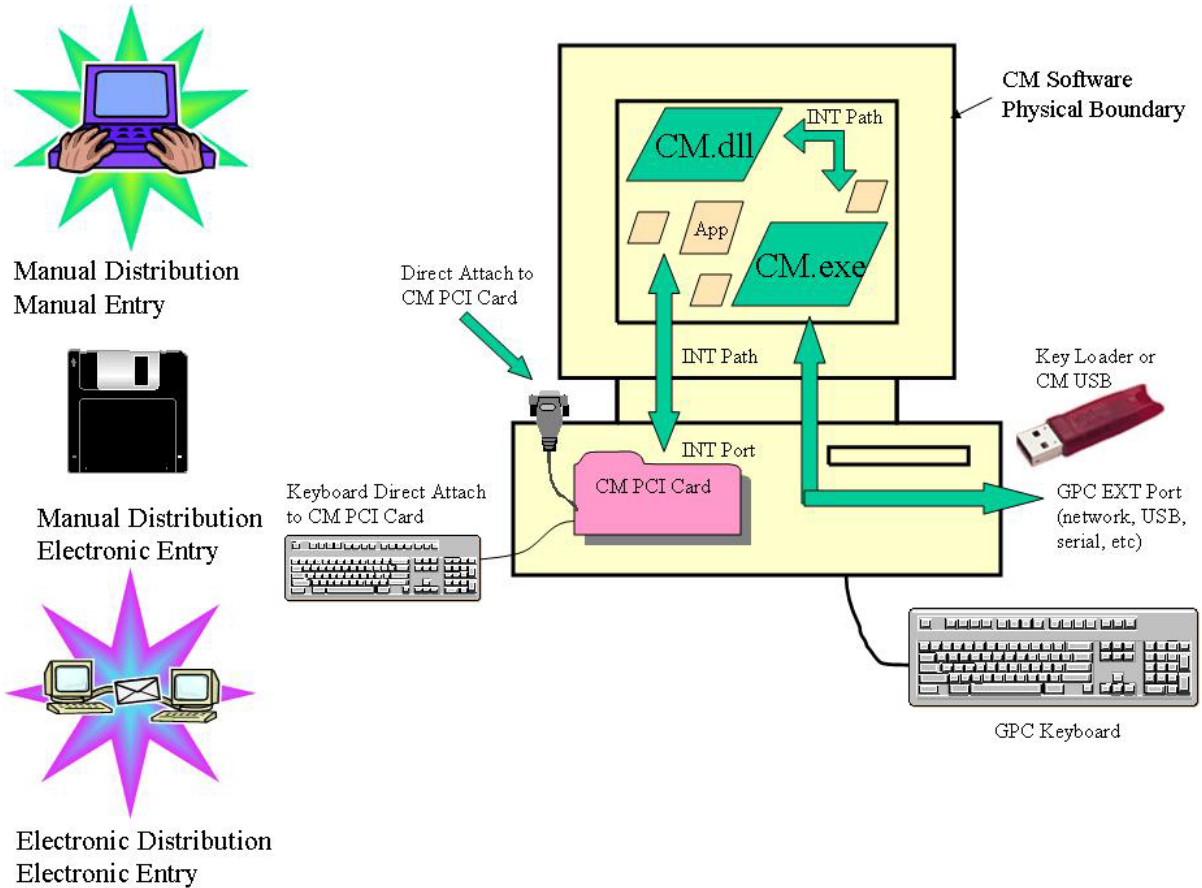 Manual Distribution
Manual Entry
Manual Distribution
Electronic Entry
Electronic Distribution
Electronic Entry
CM Software
Physical Boundary
INT Path
CM.dll
App
CM.exe
Direct Attach to
CM PCI Card
INT Path
Key Loader or
CM USB
INT Port
CM PCI Card
Keyboard Direct Attach
to CM PCI Card
GPC EXT Port
(network, USB,
serial, etc)
GPC Keyboard